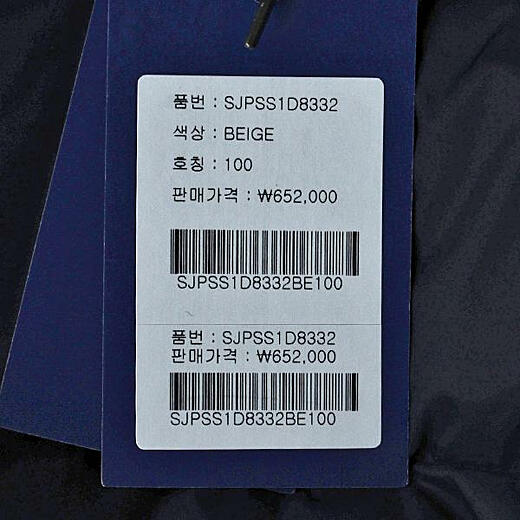 품번 : SJPSS1D8332
색상 : BEIGE
호칭 : 100
판매가격 : ₩652,000
SJPSS1D8332BE100
품번 : SJPSS1D8332
판매가격 : ₩652,000
SJPSS1D8332BE100